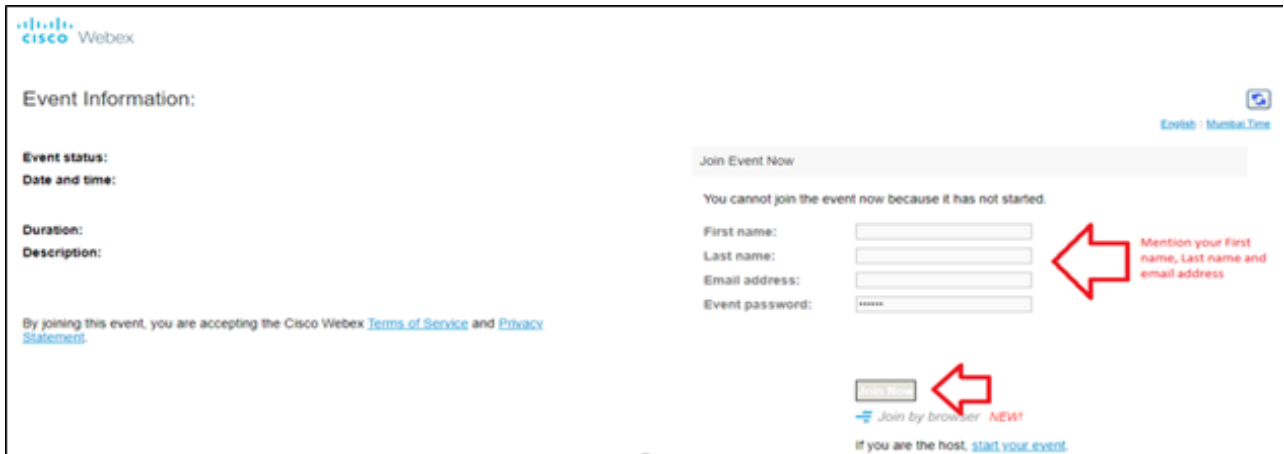 cisco Webex
Event Information:
English : Mumbai Time
Event status:
Date and time:
Duration:
Description:
By joining this event, you are accepting the Cisco Webex Terms of Service and Privacy
Statement.
Join Event Now
You cannot join the event now because it has not started.
First name:
Last name:
Email address:
Event password:
Mention your First
name, Last name and
email address
Join Now
Join by browser NEW!
If you are the host, start your event.